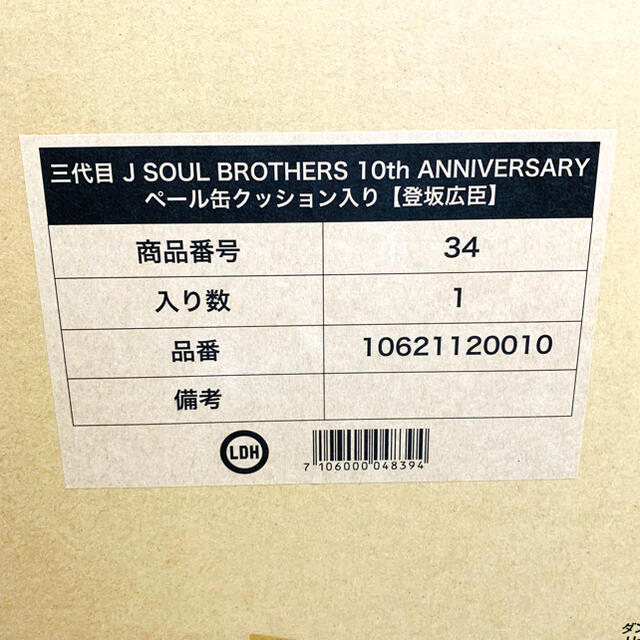 三代目 J SOUL BROTHERS 10th ANNIVERSARY
ペール缶クッション入り【登坂広臣】
商品番号 34
入り数 1
品番 10621120010
備考
LDH
7 106000 048394
ダン